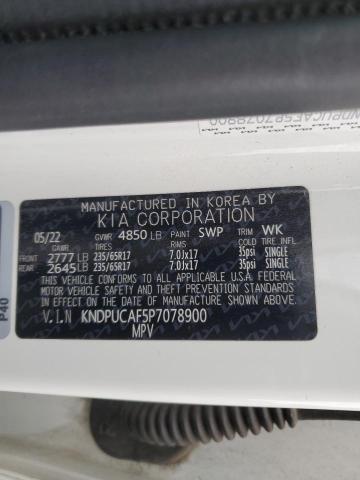 KNDPUCAF5P7078900
MANUFACTURED IN KOREA BY
KIA CORPORATION
05/22 GVWR 4850 LB PAINT SWP TRIM WK
GAWR TIRES RIMS COLD
FRONT 2777 LB 235/65R17 7.0Jx17 35psi SINGLE
REAR 2645 LB 235/65R17 7.0Jx17 35psi SINGLE
THIS VEHICLE CONFORMS TO ALL APPLICABLE U.S.A FEDERAL
MOTOR VEHICLE SAFETY, BUMPER, AND THEFT PREVENTION
STANDARDS IN EFFECT ON THE DATE OF MANUFACTURE SHOWN ABOVE.
V.I.N KNDPUCAF5P7078900
MPV
P40